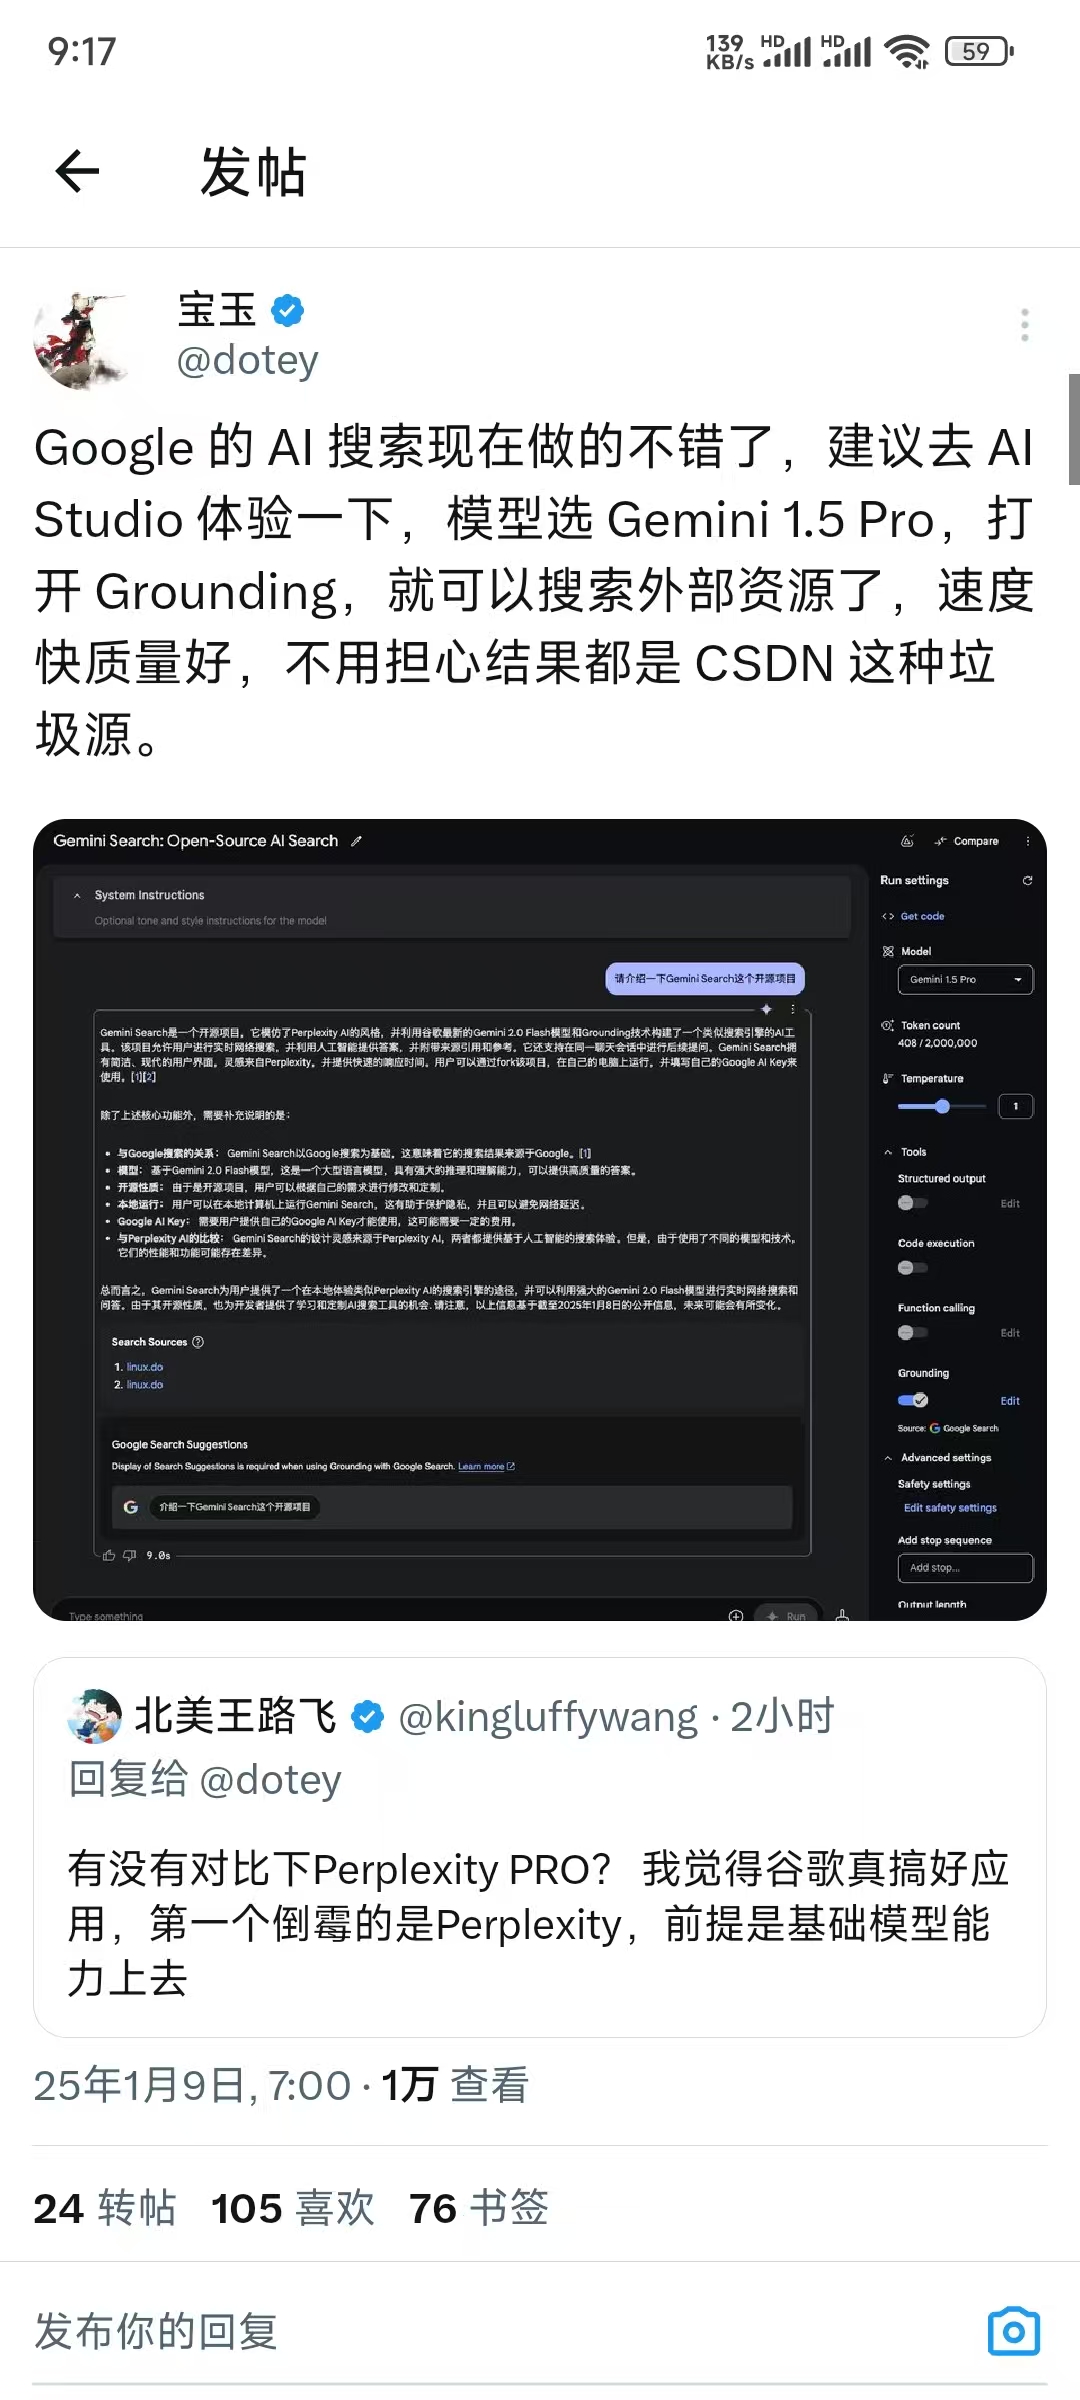 9:17
139 KB/s HD HD 59
发帖
宝玉
@dotey
Google 的 AI 搜索现在做的不错了，建议去 AI
Studio 体验一下，模型选 Gemini 1.5 Pro，打
开 Grounding，就可以搜索外部资源了，速度
快质量好，不用担心结果都是 CSDN 这种垃
圾源。
Gemini Search: Open-Source AI Search
Compare
System Instructions
Optional tone and style instructions for the model
请介绍一下Gemini Search这个开源项目
Gemini Search是一个开源项目，它模仿了Perplexity AI的风格，并利用谷歌最新的Gemini 2.0 Flash模型和Grounding技术构建了一个类似搜索引擎的AI工
具。该项目允许用户进行实时网络搜索，并利用人工智能提供答案，并附带来源引用和参考。它还支持在同一聊天会话中进行后续提问。Gemini Search拥
有简洁、现代的用户界面，灵感来自Perplexity，并提供快速的响应时间。用户可以通过fork该项目，在自己的电脑上运行，并填写自己的Google AI Key来
使用。[1][2]
除了上述核心功能外，需要补充说明的是：
• 与Google搜索的关系： Gemini Search以Google搜索为基础，这意味着它的搜索结果来源于Google。[1]
• 模型： 基于Gemini 2.0 Flash模型，这是一个大型语言模型，具有强大的推理和理解能力，可以提供高质量的答案。
• 开源性质： 由于是开源项目，用户可以根据自己的需求进行修改和定制。
• 本地运行： 用户可以在本地计算机上运行Gemini Search，这有助于保护隐私，并且可以避免网络延迟。
• Google AI Key： 需要用户提供自己的Google AI Key才能使用，这可能需要一定的费用。
• 与Perplexity AI的比较： Gemini Search的设计灵感来源于Perplexity AI，两者都提供基于人工智能的搜索体验。但是，由于使用了不同的模型和技术，
它们的性能和功能可能存在差异。
总而言之，Gemini Search为用户提供了一个在本地体验类似Perplexity AI的搜索引擎的途径，并可以利用强大的Gemini 2.0 Flash模型进行实时网络搜索和
问答。由于其开源性质，也为开发者提供了学习和定制AI搜索工具的机会.请注意，以上信息基于截至2025年1月8日的公开信息，未来可能会有所变化。
Search Sources
1. linux.do
2. linux.do
Google Search Suggestions
Display of Search Suggestions is required when using Grounding with Google Search. Learn more
介绍一下Gemini Search这个开源项目
9.0s
Type something
Run
Run settings
Get code
Model
Gemini 1.5 Pro
Token count
408 / 2,000,000
Temperature
1
Tools
Structured output
Edit
Code execution
Function calling
Edit
Grounding
Edit
Source: Google Search
Advanced settings
Safety settings
Edit safety settings
Add stop sequence
Add stop...
Output length
北美王路飞 @kingluffywang · 2小时
回复给 @dotey
有没有对比下Perplexity PRO？ 我觉得谷歌真搞好应
用，第一个倒霉的是Perplexity，前提是基础模型能
力上去
25年1月9日, 7:00 · 1万 查看
24 转帖 105 喜欢 76 书签
发布你的回复